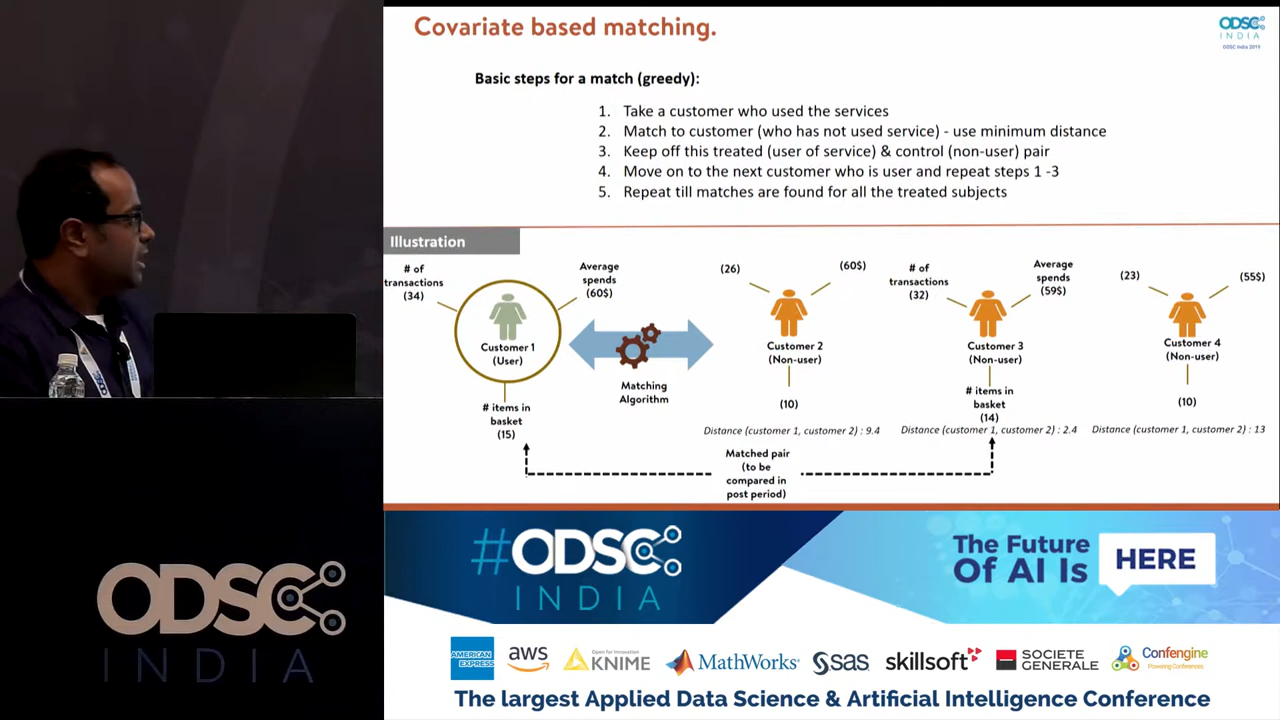 Covariate based matching.
ODSC
INDIA
ODSC India 2019
Basic steps for a match (greedy):
1. Take a customer who used the services
2. Match to customer (who has not used service) - use minimum distance
3. Keep off this treated (user of service) & control (non-user) pair
4. Move on to the next customer who is user and repeat steps 1 -3
5. Repeat till matches are found for all the treated subjects
Illustration
# of
transactions
(34)
Average
spends
(60$)
Customer 1
(User)
# items in
basket
(15)
Matching
Algorithm
(26)
(60$)
Customer 2
(Non-user)
(10)
Distance (customer 1, customer 2) : 9.4
# of
transactions
(32)
Average
spends
(59$)
Customer 3
(Non-user)
# items in
basket
(14)
Distance (customer 1, customer 2) : 2.4
(23)
(55$)
Customer 4
(Non-user)
(10)
Distance (customer 1, customer 2) : 13
Matched pair
(to be
compared in
post period)
#ODSC
INDIA
The Future
Of AI Is
HERE
ODSC
INDIA
AMERICAN
EXPRESS
aws
Open for Innovation
KNIME
MathWorks®
sas
skillsoft
SOCIETE
GENERALE
Confengine
Powering Conferences
The largest Applied Data Science & Artificial Intelligence Conference